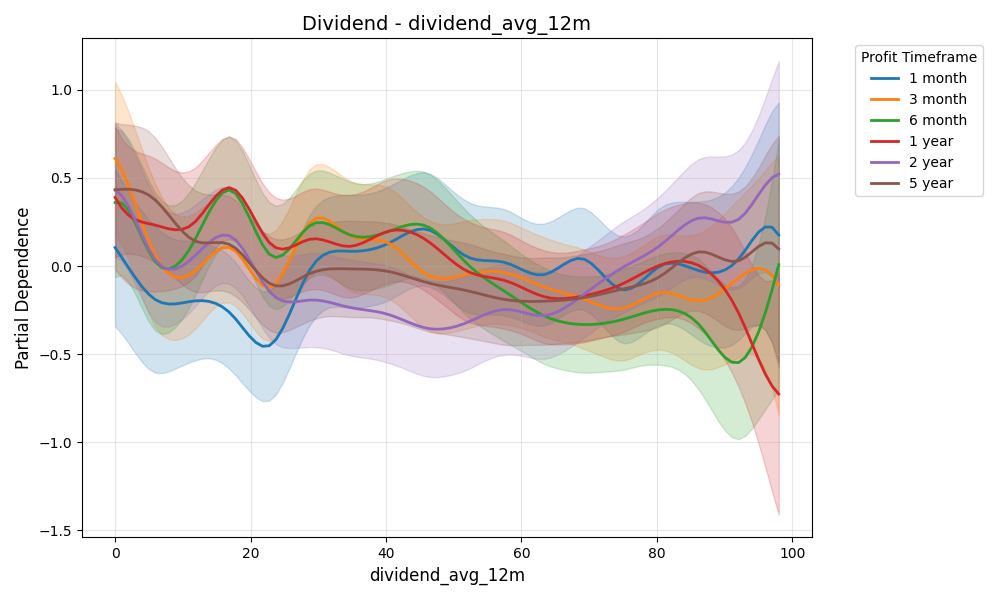 Dividend - dividend_avg_12m
Profit Timeframe
1 month
3 month
6 month
1 year
2 year
5 year
Partial Dependence
1.0
0.5
0.0
−0.5
−1.0
−1.5
0
20
40
60
80
100
dividend_avg_12m